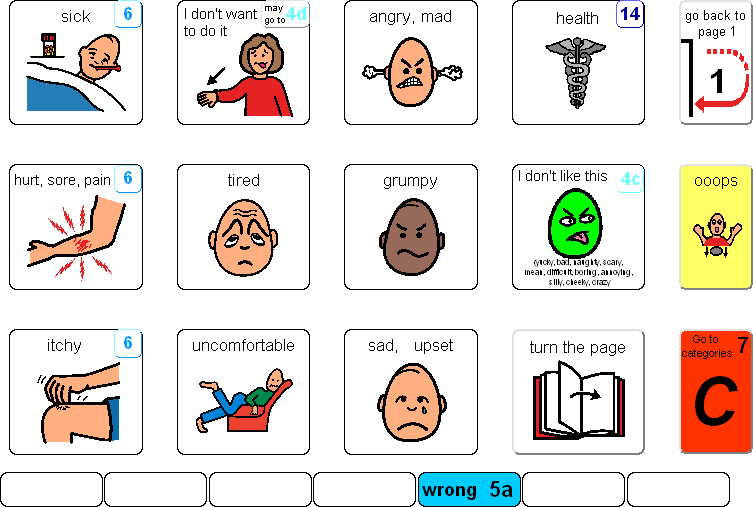 sick 6
I don't want may
to do it go to 4d
angry, mad
health 14
go back to
page 1
1
hurt, sore, pain 6
tired
grumpy
I don't like this 4c
(yucky, bad, naughty, scary,
mean, difficult, boring, annoying,
silly, cheeky, crazy
ooops
itchy 6
uncomfortable
sad, upset
turn the page
Go to
categories 7
C
wrong 5a